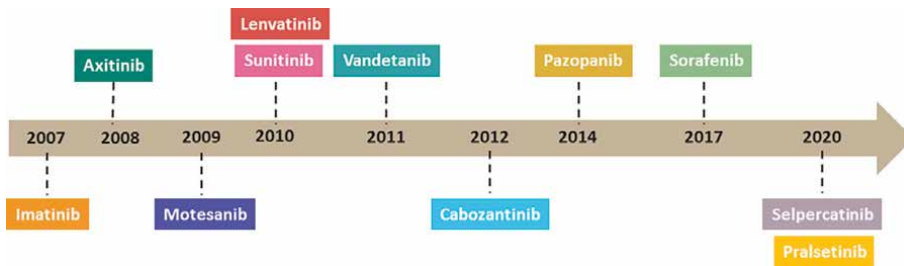 Lenvatinib
Axitinib Sunitinib Vandetanib Pazopanib Sorafenib
2007 2008 2009 2010 2011 2012 2014 2017 2020
Imatinib Motesanib Cabozantinib Selpercatinib
Pralsetinib